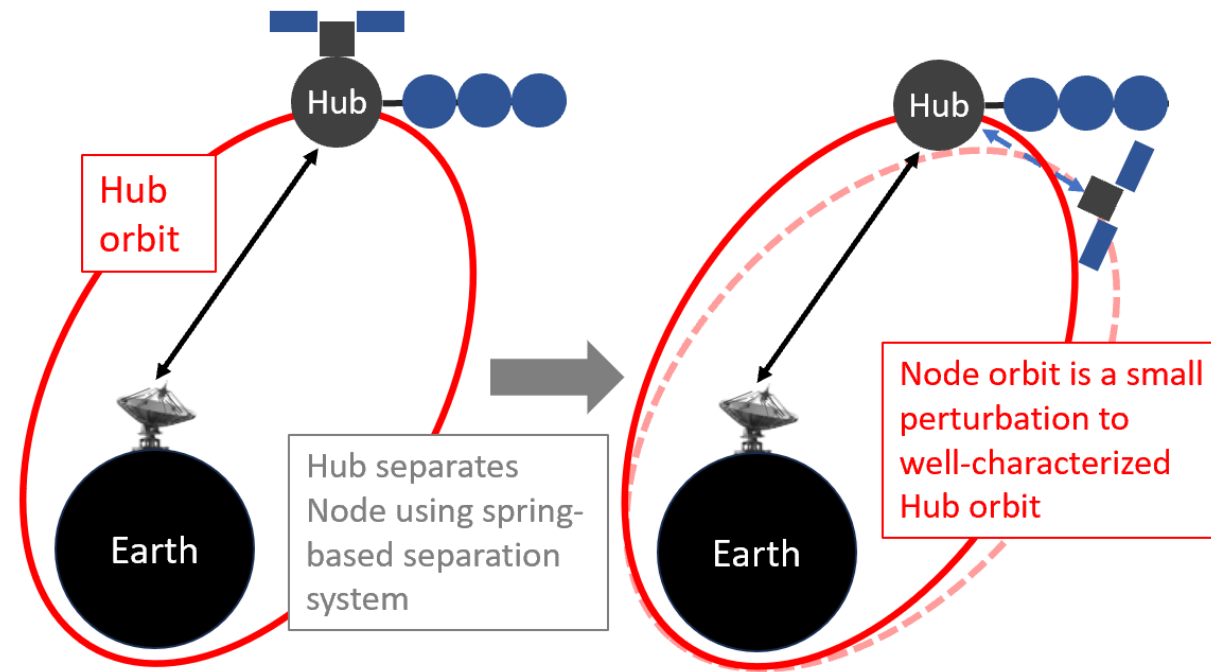 Hub
Hub
orbit
Earth
Hub separates
Node using spring-
based separation
system
Hub
Node orbit is a small
perturbation to
well-characterized
Hub orbit
Earth